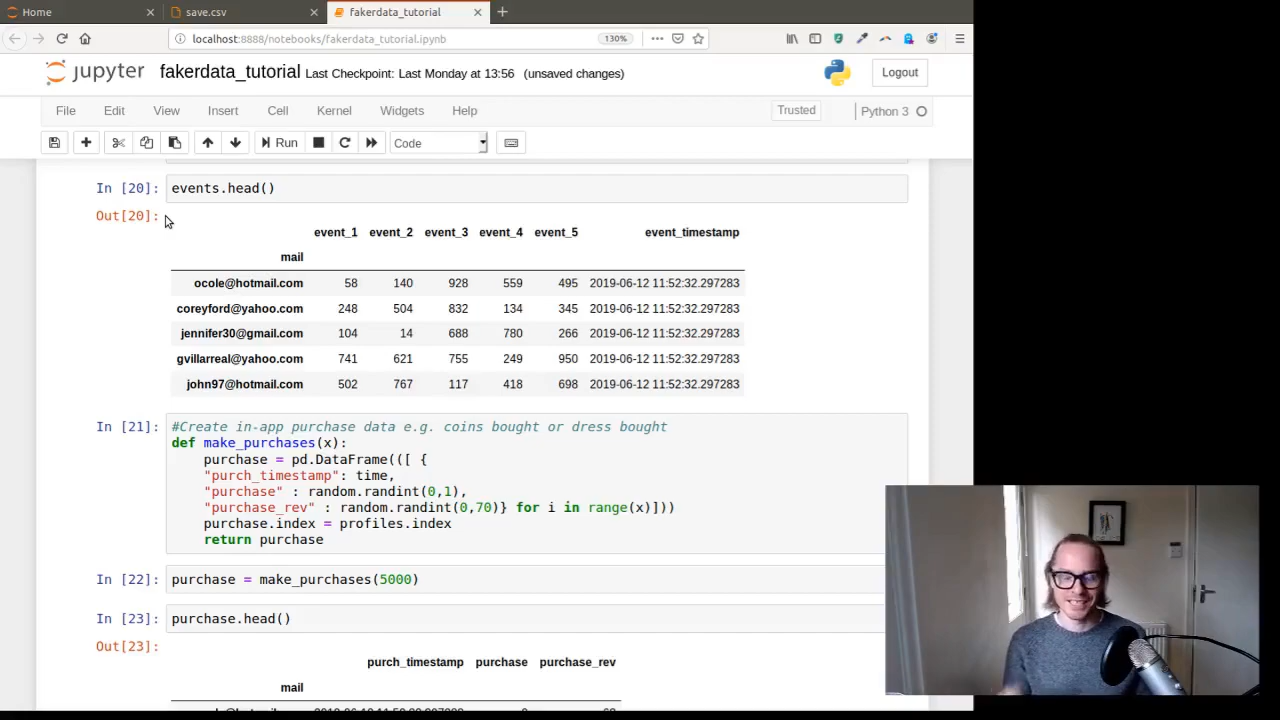 Home save.csv fakerdata_tutorial
localhost:8888/notebooks/fakerdata_tutorial.ipynb 130%
jupyter fakerdata_tutorial Last Checkpoint: Last Monday at 13:56 (unsaved changes) Logout
File Edit View Insert Cell Kernel Widgets Help Trusted Python 3
Run Code
In [20]: events.head()
Out[20]:
event_1 event_2 event_3 event_4 event_5 event_timestamp
mail
ocole@hotmail.com 58 140 928 559 495 2019-06-12 11:52:32.297283
coreyford@yahoo.com 248 504 832 134 345 2019-06-12 11:52:32.297283
jennifer30@gmail.com 104 14 688 780 266 2019-06-12 11:52:32.297283
gvillarreal@yahoo.com 741 621 755 249 950 2019-06-12 11:52:32.297283
john97@hotmail.com 502 767 117 418 698 2019-06-12 11:52:32.297283
In [21]: #Create in-app purchase data e.g. coins bought or dress bought
def make_purchases(x):
purchase = pd.DataFrame(([ {
"purch_timestamp": time,
"purchase" : random.randint(0,1),
"purchase_rev" : random.randint(0,70)} for i in range(x)]))
purchase.index = profiles.index
return purchase
In [22]: purchase = make_purchases(5000)
In [23]: purchase.head()
Out[23]:
purch_timestamp purchase purchase_rev
mail